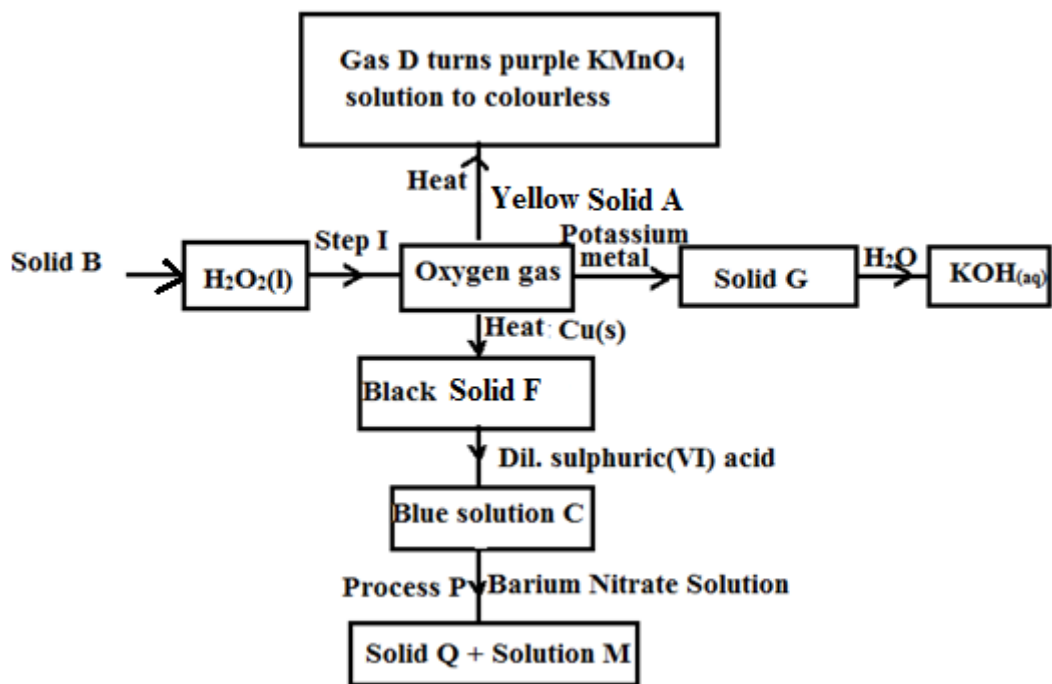 Gas D turns purple KMnO₄
solution to colourless
Heat
Yellow Solid A
Solid B
Step I
Potassium
metal
H₂O
H₂O₂(l)
Oxygen gas
Solid G
KOH(aq)
Heat : Cu(s)
Black Solid F
Dil. sulphuric(VI) acid
Blue solution C
Process P
Barium Nitrate Solution
Solid Q + Solution M